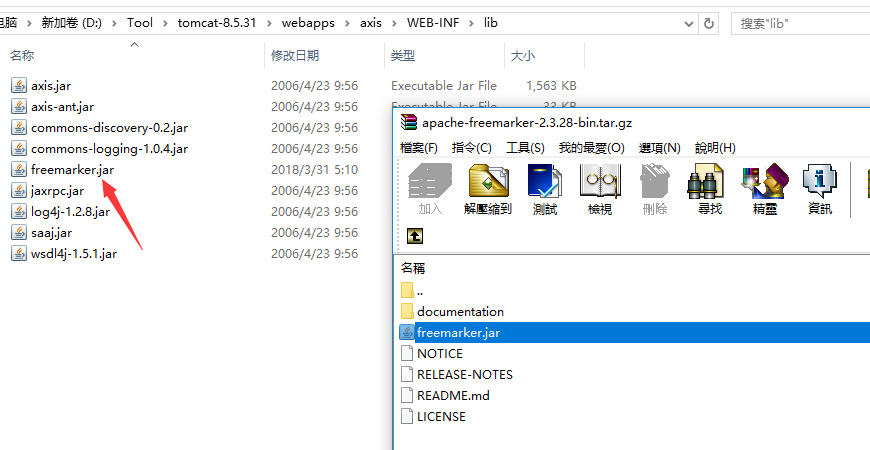 电脑 › 新加卷 (D:) › Tool › tomcat-8.5.31 › webapps › axis › WEB-INF › lib
搜索"lib"
名称 修改日期 类型 大小
axis.jar 2006/4/23 9:56 Executable Jar File 1,563 KB
axis-ant.jar 2006/4/23 9:56 Executable Jar File 33 KB
commons-discovery-0.2.jar 2006/4/23 9:56
commons-logging-1.0.4.jar 2006/4/23 9:56
freemarker.jar 2018/3/31 5:10
jaxrpc.jar 2006/4/23 9:56
log4j-1.2.8.jar 2006/4/23 9:56
saaj.jar 2006/4/23 9:56
wsdl4j-1.5.1.jar 2006/4/23 9:56
apache-freemarker-2.3.28-bin.tar.gz
檔案(F) 指令(C) 工具(S) 我的最愛(O) 選項(N) 說明(H)
加入 解壓縮到 測試 檢視 刪除 尋找 精靈 資訊
名稱
..
documentation
freemarker.jar
NOTICE
RELEASE-NOTES
README.md
LICENSE